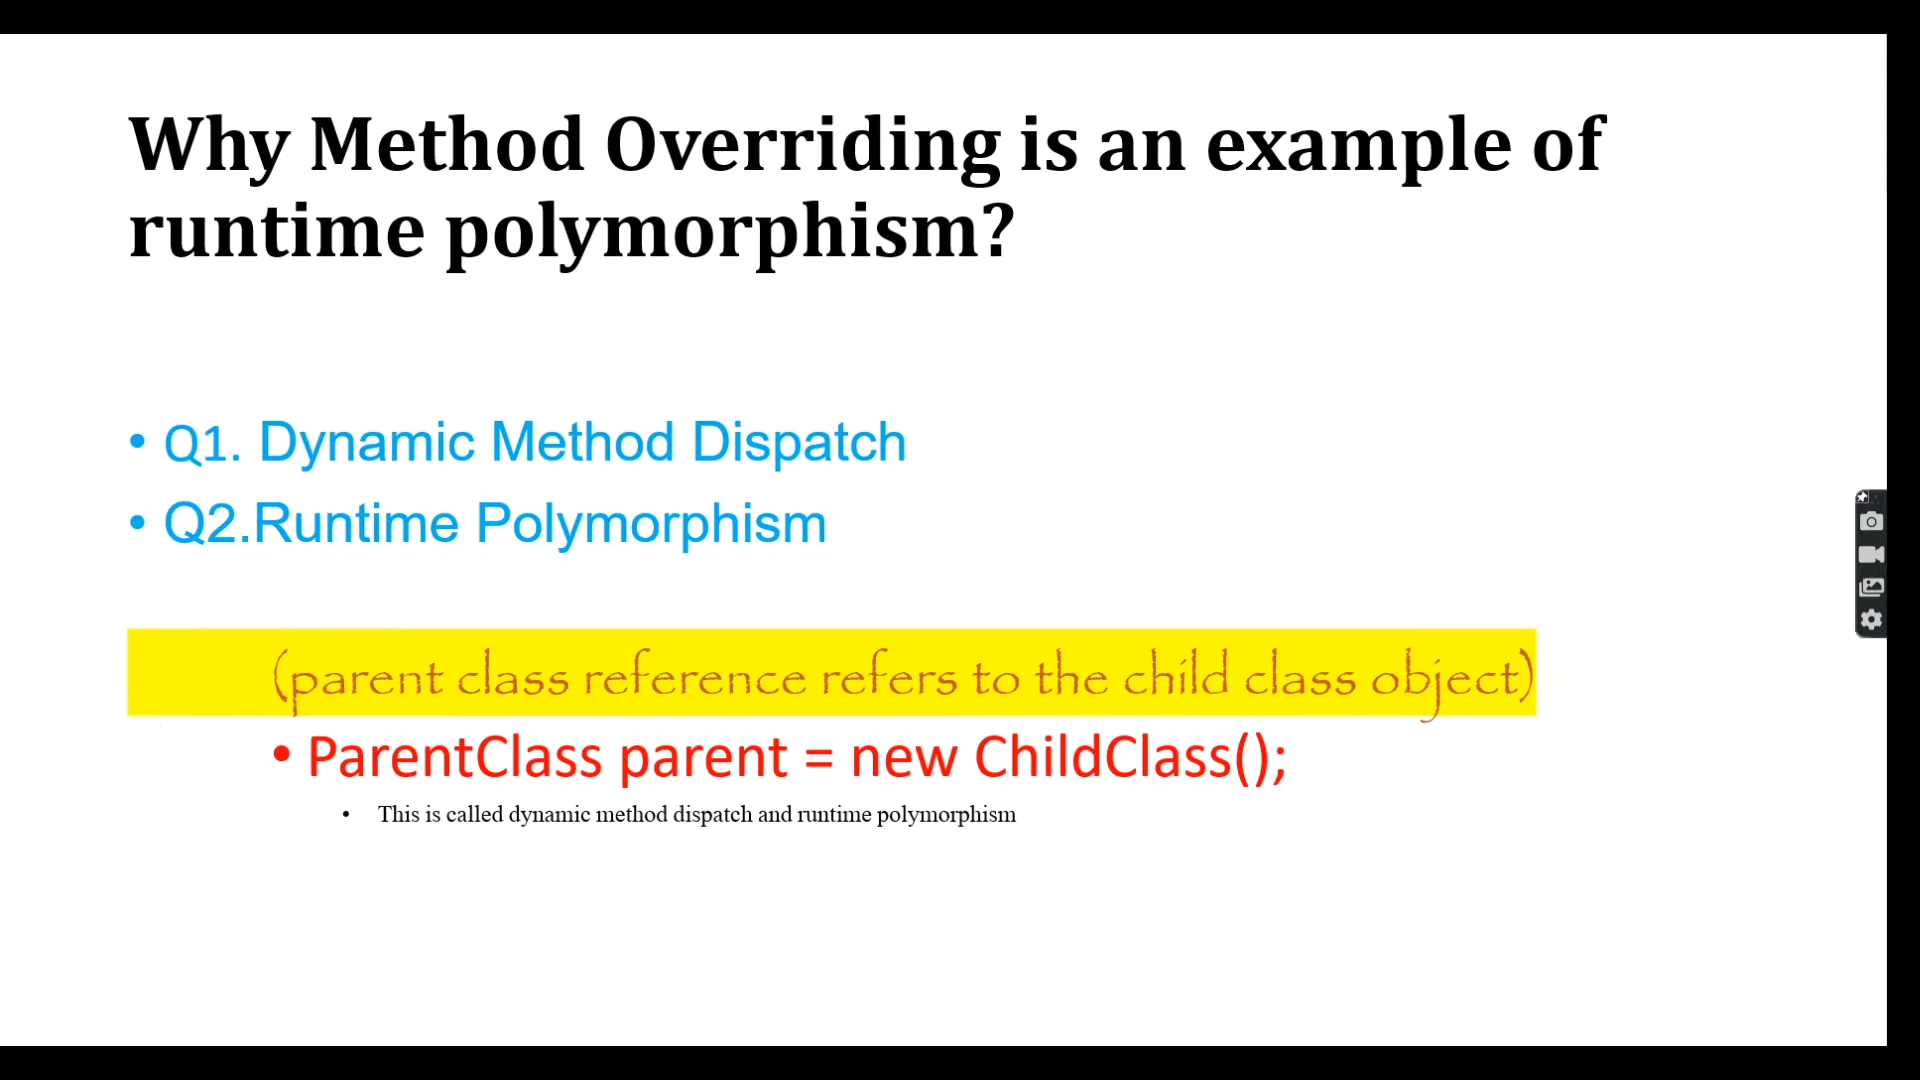 Why Method Overriding is an example of
runtime polymorphism?
• Q1. Dynamic Method Dispatch
• Q2.Runtime Polymorphism
(parent class reference refers to the child class object)
• ParentClass parent = new ChildClass();
• This is called dynamic method dispatch and runtime polymorphism